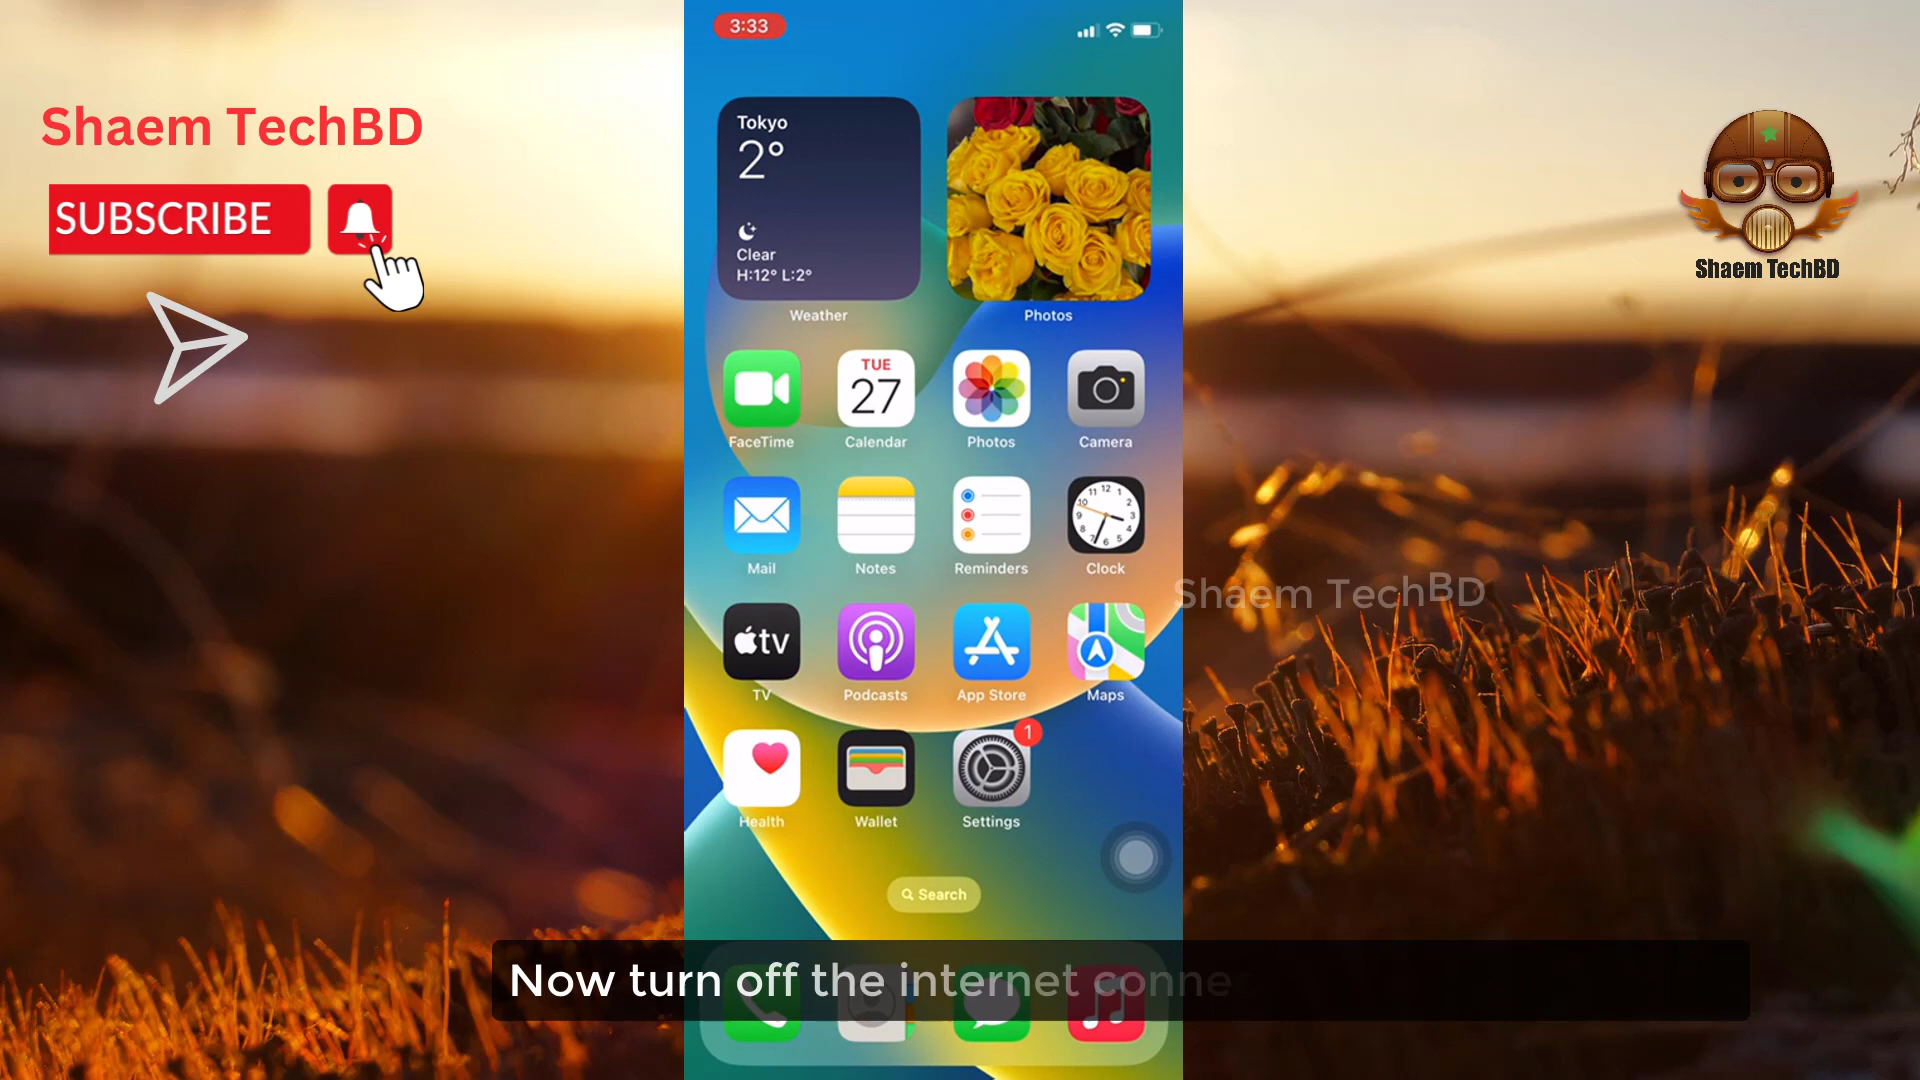 Shaem TechBD
SUBSCRIBE
3:33
Tokyo
2°
Clear
H:12° L:2°
Weather
Photos
FaceTime
TUE
27
Calendar
Photos
Camera
Mail
Notes
Reminders
Clock
tv
TV
Podcasts
App Store
Maps
1
Health
Wallet
Settings
Search
Now turn off the internet conne
Shaem TechBD
Shaem TechBD